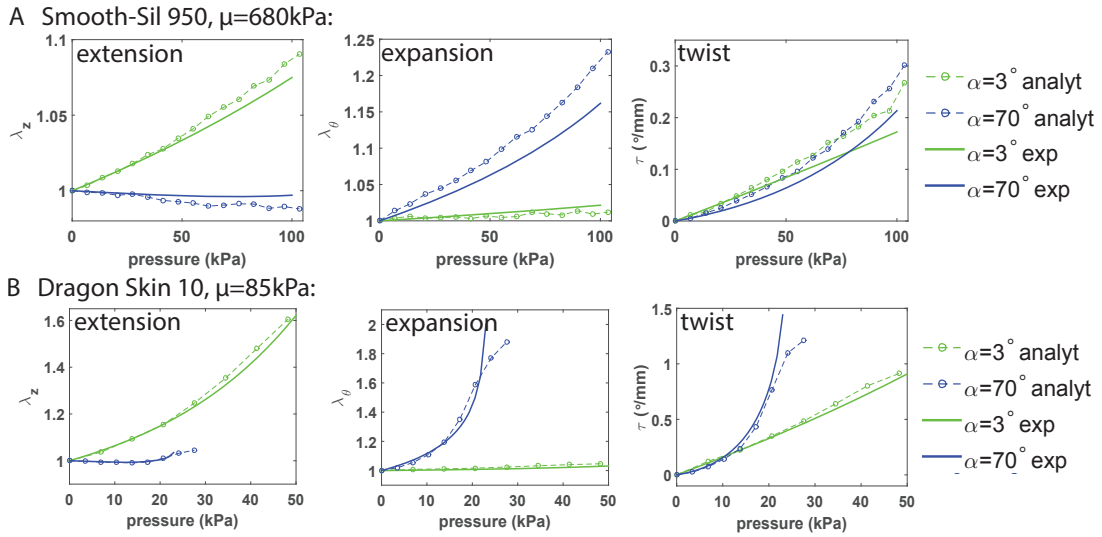 A Smooth-Sil 950, μ=680kPa:
extension
λz
1.1
1.05
1
0
50
100
pressure (kPa)
expansion
λθ
1.25
1.2
1.15
1.1
1.05
1
0
50
100
pressure (kPa)
twist
τ (°/mm)
0.3
0.2
0.1
0
0
50
100
pressure (kPa)
α=3° analyt
α=70° analyt
α=3° exp
α=70° exp
B Dragon Skin 10, μ=85kPa:
extension
λz
1.6
1.4
1.2
1
0
10
20
30
40
50
pressure (kPa)
expansion
λθ
2
1.8
1.6
1.4
1.2
1
0
10
20
30
40
50
pressure (kPa)
twist
τ (°/mm)
1.5
1
0.5
0
0
10
20
30
40
50
pressure (kPa)
α=3° analyt
α=70° analyt
α=3° exp
α=70° exp